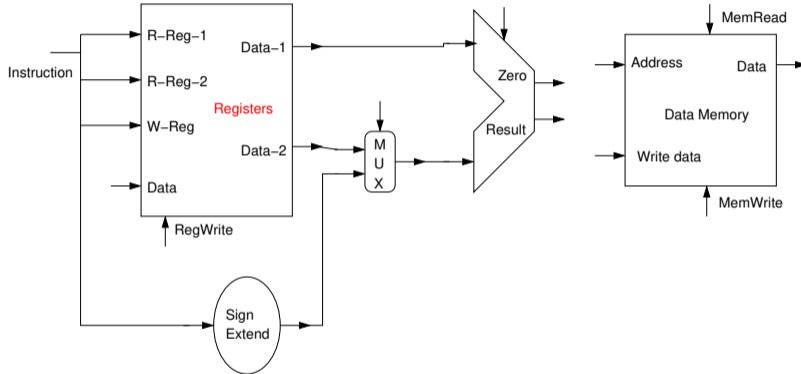 Instruction
R-Reg-1
R-Reg-2
W-Reg
Data
Data-1
Registers
Data-2
RegWrite
Sign
Extend
M
U
X
Zero
Result
MemRead
Address
Data
Data Memory
Write data
MemWrite